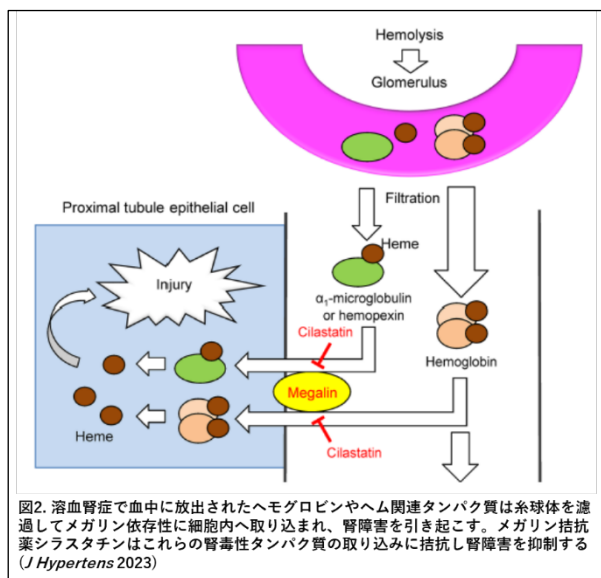 Hemolysis
Glomerulus
Filtration
Proximal tubule epithelial cell
Heme
Injury
α1-microglobulin
or hemopexin
Hemoglobin
Cilastatin
Megalin
Heme
Cilastatin
図2. 溶血腎症で血中に放出されたヘモグロビンやヘム関連タンパク質は糸球体を濾
過してメガリン依存性に細胞内へ取り込まれ、腎障害を引き起こす。メガリン拮抗
薬シラスタチンはこれらの腎毒性タンパク質の取り込みに拮抗し腎障害を抑制する
(J Hypertens 2023)